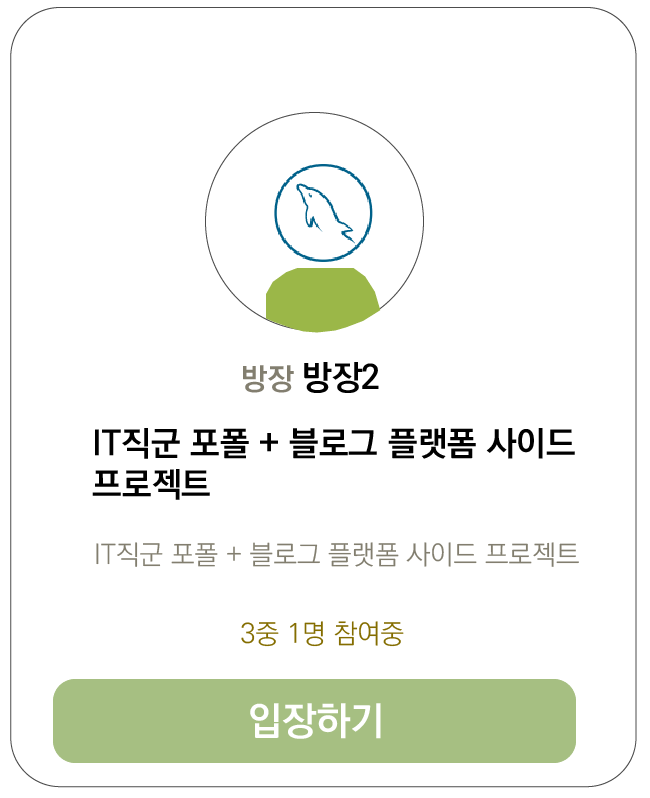 방장 방장2
IT직군 포폴 + 블로그 플랫폼 사이드
프로젝트
IT직군 포폴 + 블로그 플랫폼 사이드 프로젝트
3중 1명 참여중
입장하기